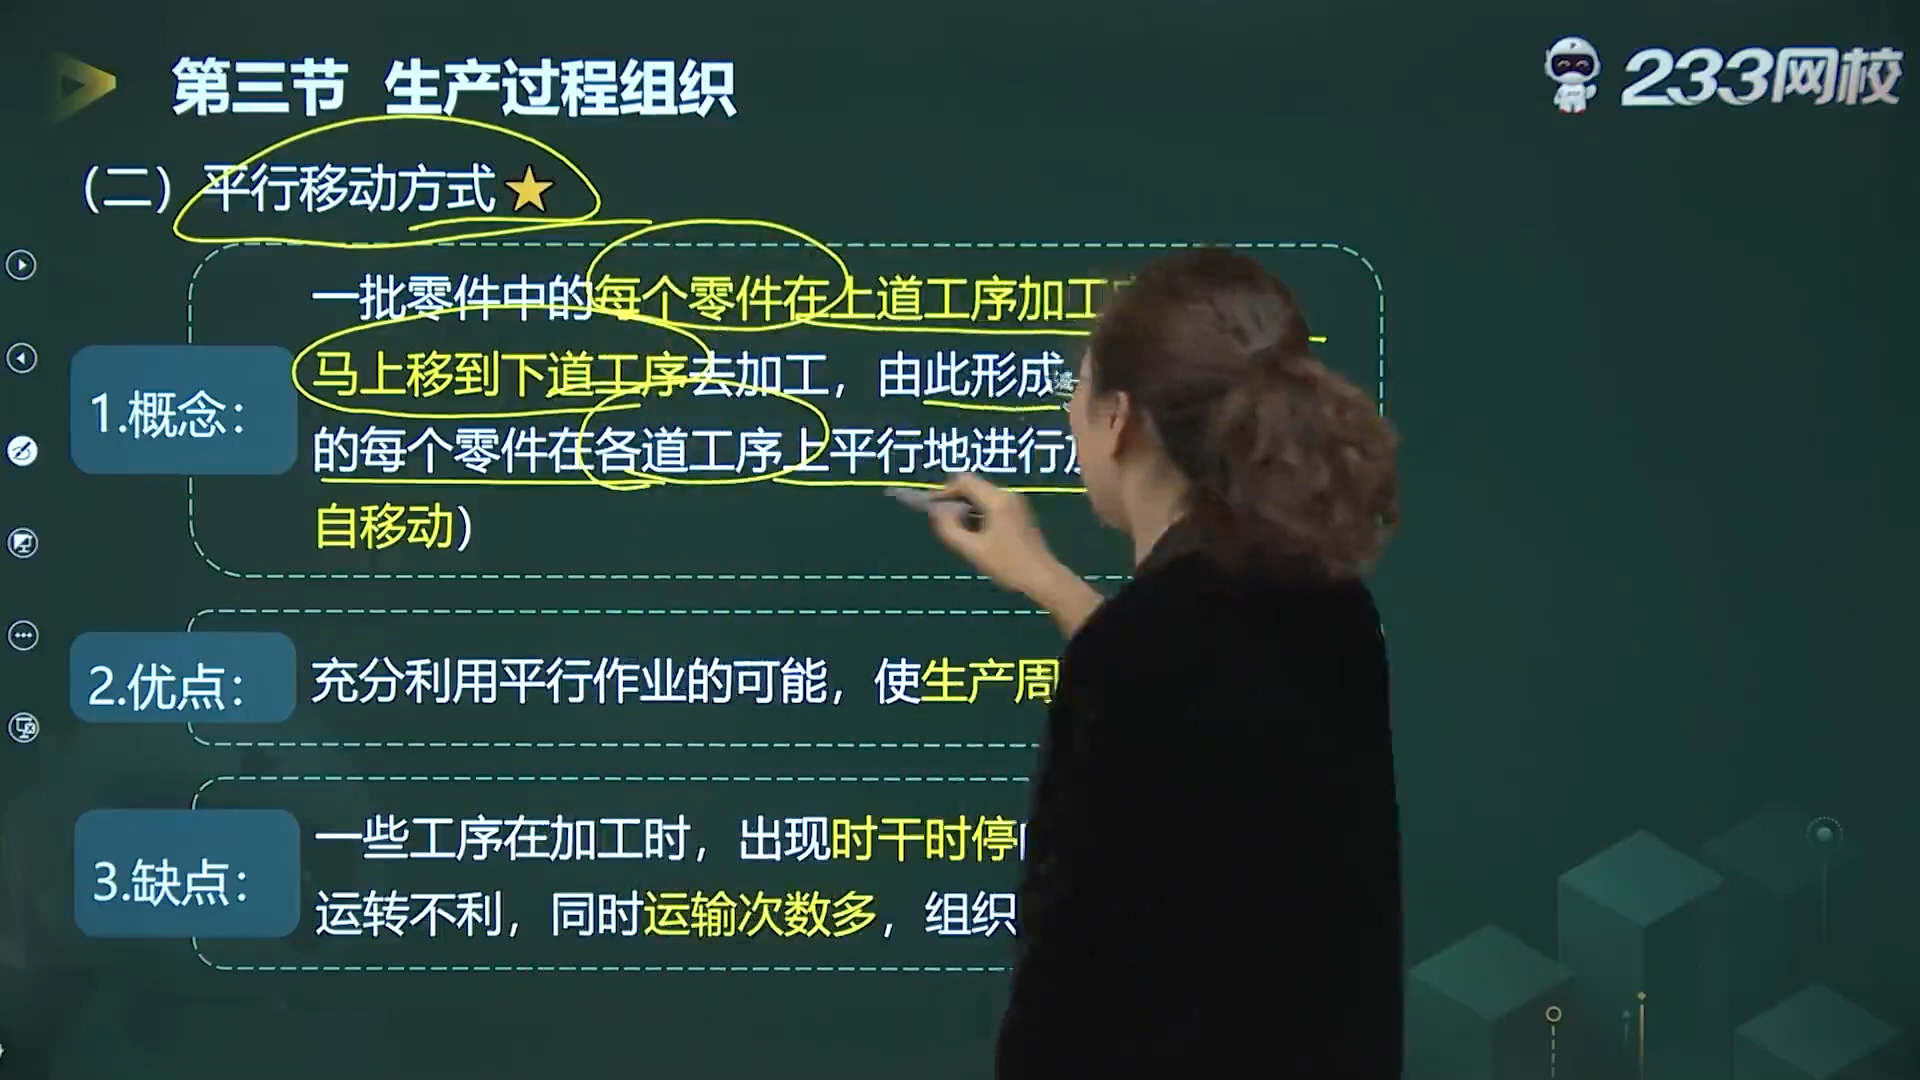 第三节 生产过程组织
233网校
（二）平行移动方式
一批零件中的每个零件在上道工序加工
1.概念：
马上移到下道工序去加工，由此形成
的每个零件在各道工序上平行地进行
自移动）
2.优点：
充分利用平行作业的可能，使生产周
3.缺点：
一些工序在加工时，出现时干时停
运转不利，同时运输次数多，组织